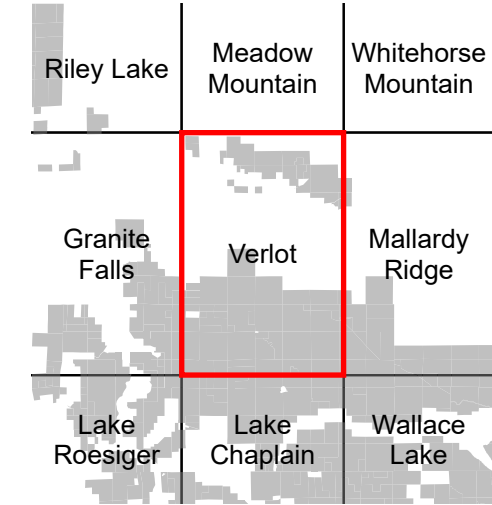 Riley Lake
Meadow
Mountain
Whitehorse
Mountain
Granite
Falls
Verlot
Mallardy
Ridge
Lake
Roesiger
Lake
Chaplain
Wallace
Lake